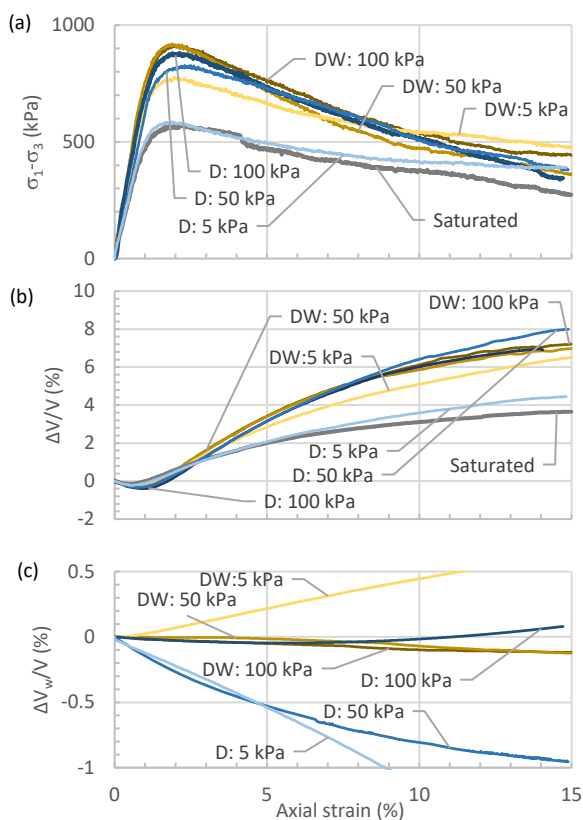 (a)
1000
500
0
σ1-σ3 (kPa)
DW: 100 kPa
DW: 50 kPa
DW:5 kPa
D: 100 kPa
D: 50 kPa
D: 5 kPa
Saturated
0 5 10 15
(b)
8
6
4
2
0
-2
ΔV/V (%)
DW: 50 kPa
DW: 100 kPa
DW:5 kPa
D: 5 kPa
D: 50 kPa
Saturated
D: 100 kPa
(c)
0.5
0
-0.5
-1
ΔVw/V (%)
DW:5 kPa
DW: 50 kPa
DW: 100 kPa
D: 100 kPa
D: 50 kPa
D: 5 kPa
0 5 10 15
Axial strain (%)